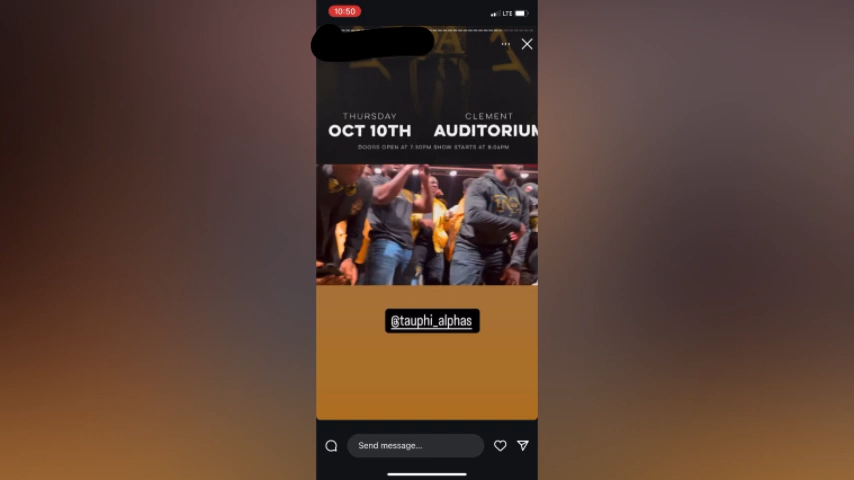 10:50
LTE
THURSDAY
OCT 10TH
CLEMENT
AUDITORIUM
DOORS OPEN AT 7:30PM SHOW STARTS AT 8:06PM
@tauphi_alphas
Send message...